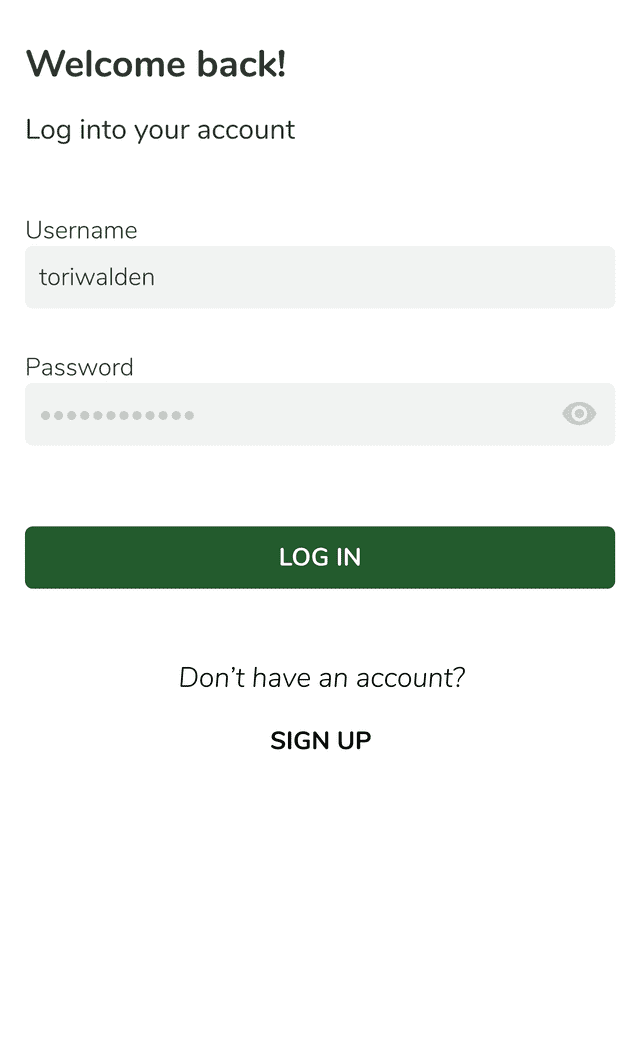 Welcome back!
Log into your account
Username
toriwalden
Password
••••••••••••
LOG IN
Don’t have an account?
SIGN UP